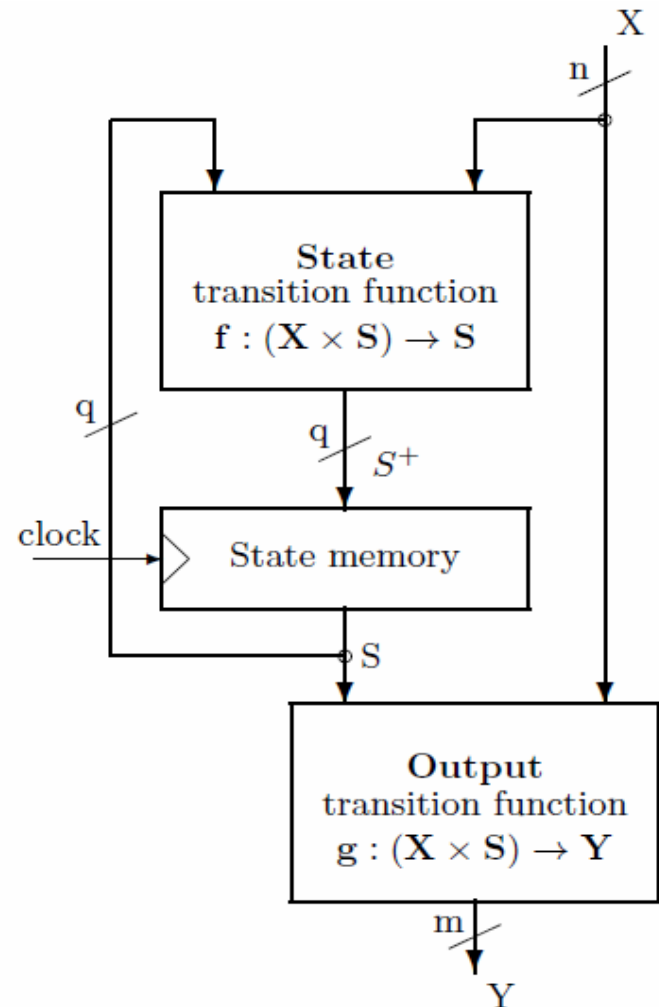 X
n
State
transition function
f : (X × S) → S
q
q
S⁺
clock
State memory
S
Output
transition function
g : (X × S) → Y
m
Y